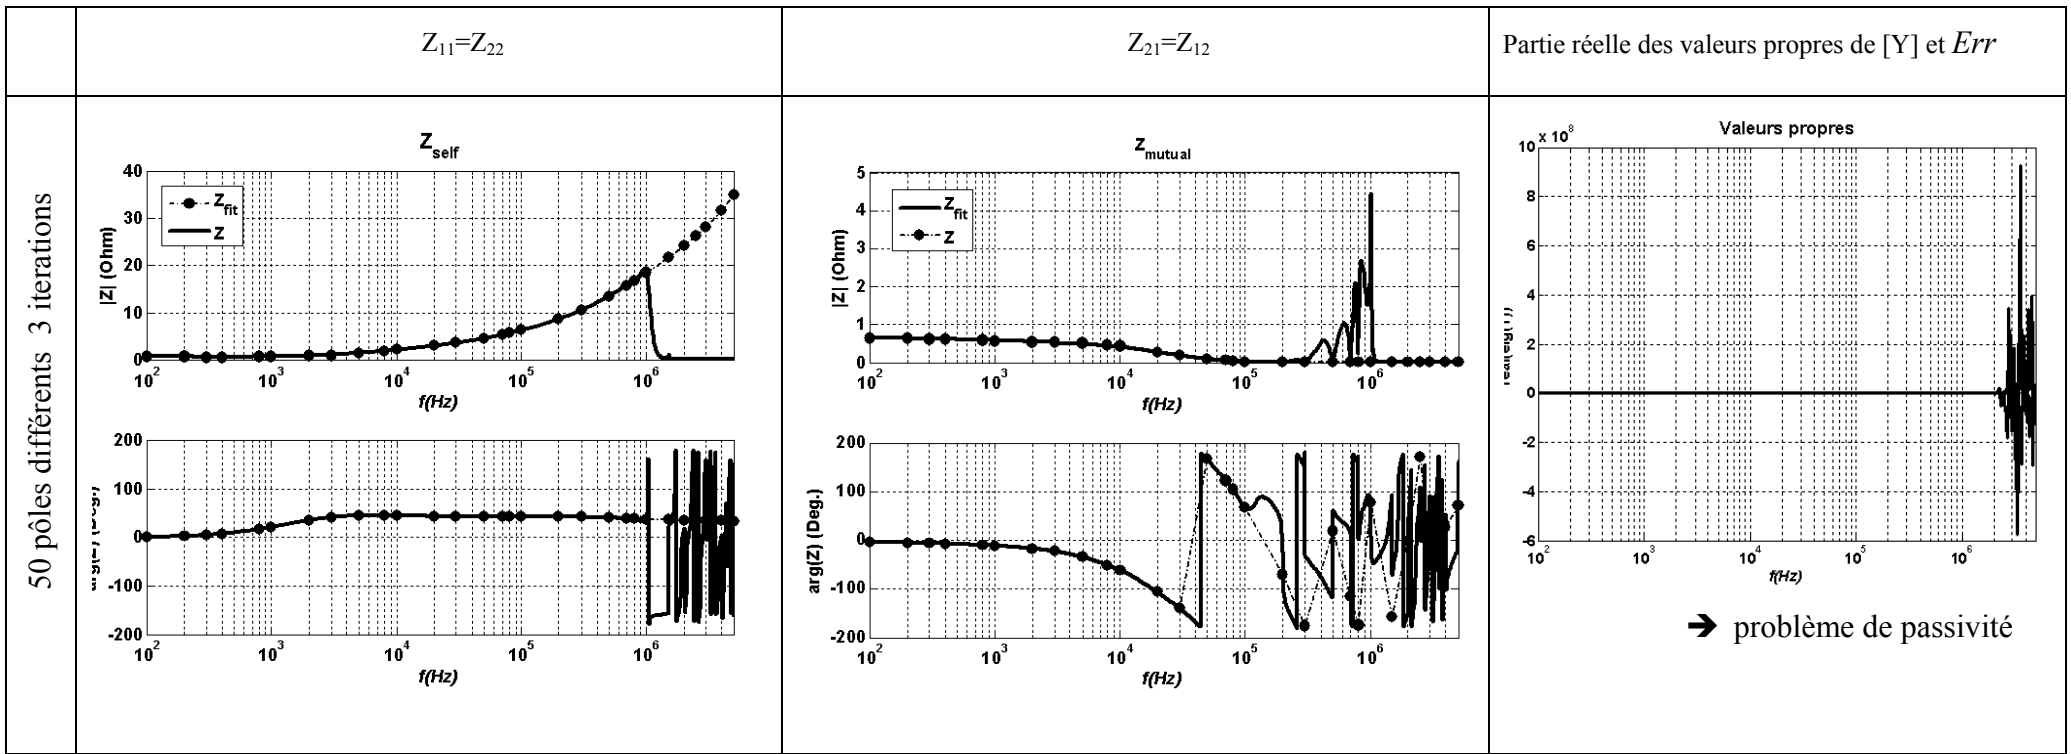 Z11=Z22
Z21=Z12
Partie réelle des valeurs propres de [Y] et Err
50 pôles différents 3 iterations
Zself
40
30
20
10
0
|Z| (Ohm)
Zfit
Z
10^2 10^3 10^4 10^5 10^6
f(Hz)
200
100
0
-100
-200
arg(Z) (Deg.)
10^2 10^3 10^4 10^5 10^6
f(Hz)
Zmutual
5
4
3
2
1
0
|Z| (Ohm)
Zfit
Z
10^2 10^3 10^4 10^5 10^6
f(Hz)
200
100
0
-100
-200
arg(Z) (Deg.)
10^2 10^3 10^4 10^5 10^6
f(Hz)
Valeurs propres
x 10^8
10
8
6
4
2
0
-2
-4
-6
real(eig(Y))
10^2 10^3 10^4 10^5 10^6
f(Hz)
➔ problème de passivité